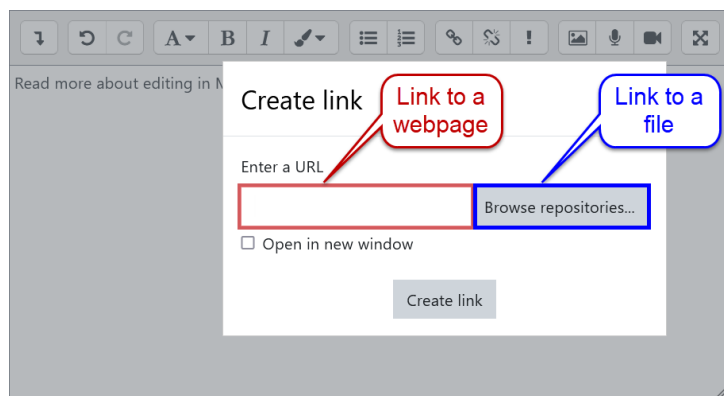 A B I
Read more about editing in M
Create link
Link to a
webpage
Link to a
file
Enter a URL
Browse repositories...
Open in new window
Create link